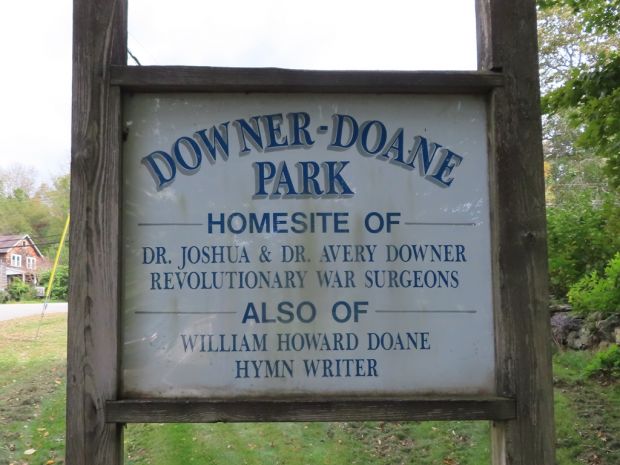 DOWNER-DOANE
PARK
HOMESITE OF
DR. JOSHUA & DR. AVERY DOWNER
REVOLUTIONARY WAR SURGEONS
ALSO OF
WILLIAM HOWARD DOANE
HYMN WRITER